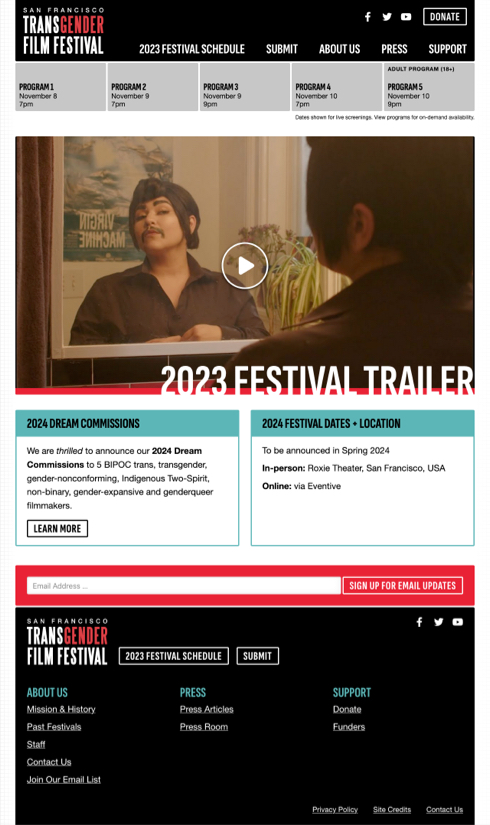 SAN FRANCISCO
TRANSGENDER
FILM FESTIVAL
DONATE
2023 FESTIVAL SCHEDULE SUBMIT ABOUT US PRESS SUPPORT
PROGRAM 1
November 8
7pm
PROGRAM 2
November 9
7pm
PROGRAM 3
November 9
9pm
PROGRAM 4
November 10
7pm
ADULT PROGRAM (18+)
PROGRAM 5
November 10
9pm
Dates shown for live screenings. View programs for on-demand availability.
VIRGIN
MACHINE
2023 FESTIVAL TRAILER
2024 DREAM COMMISSIONS
We are thrilled to announce our 2024 Dream
Commissions to 5 BIPOC trans, transgender,
gender-nonconforming, Indigenous Two-Spirit,
non-binary, gender-expansive and genderqueer
filmmakers.
LEARN MORE
2024 FESTIVAL DATES + LOCATION
To be announced in Spring 2024
In-person: Roxie Theater, San Francisco, USA
Online: via Eventive
Email Address ...
SIGN UP FOR EMAIL UPDATES
SAN FRANCISCO
TRANSGENDER
FILM FESTIVAL
2023 FESTIVAL SCHEDULE SUBMIT
ABOUT US
Mission & History
Past Festivals
Staff
Contact Us
Join Our Email List
PRESS
Press Articles
Press Room
SUPPORT
Donate
Funders
Privacy Policy Site Credits Contact Us